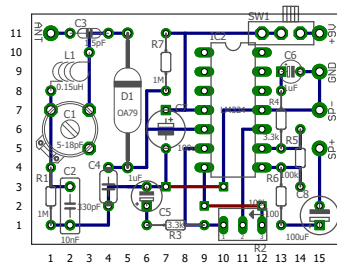 11
10
9
8
7
6
5
4
3
2
1
1 2 3 4 5 6 7 8 9 10 11 12 13 14 15
ANT
C3
1.5pF
R7
1M
IC2
SW1
+9V
L1
0.15uH
D1
OA79
C6
1uF
GND
C1
5-18pF
R4
3.3k
SP-
R5
100k
SP+
R1
1M
C2
330pF
10nF
C4
1uF
C5
R3
3.3k
R2
R6
C8
100uF